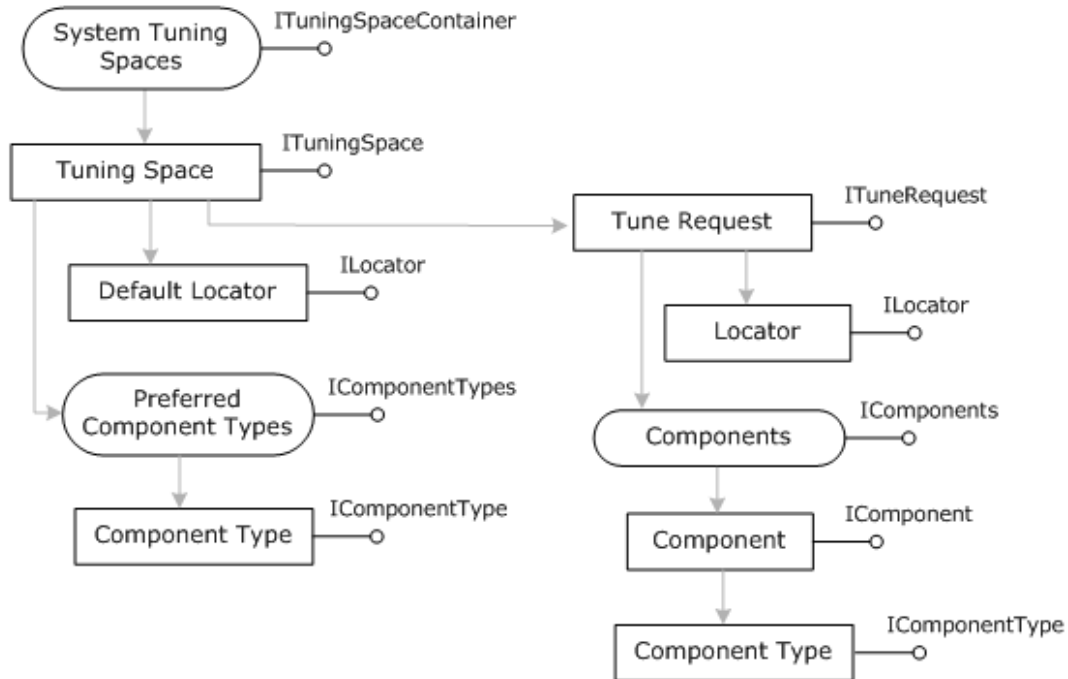 System Tuning
Spaces
ITuningSpaceContainer
Tuning Space
ITuningSpace
Tune Request
ITuneRequest
Default Locator
ILocator
Locator
ILocator
Preferred
Component Types
IComponentTypes
Components
IComponents
Component Type
IComponentType
Component
IComponent
Component Type
IComponentType